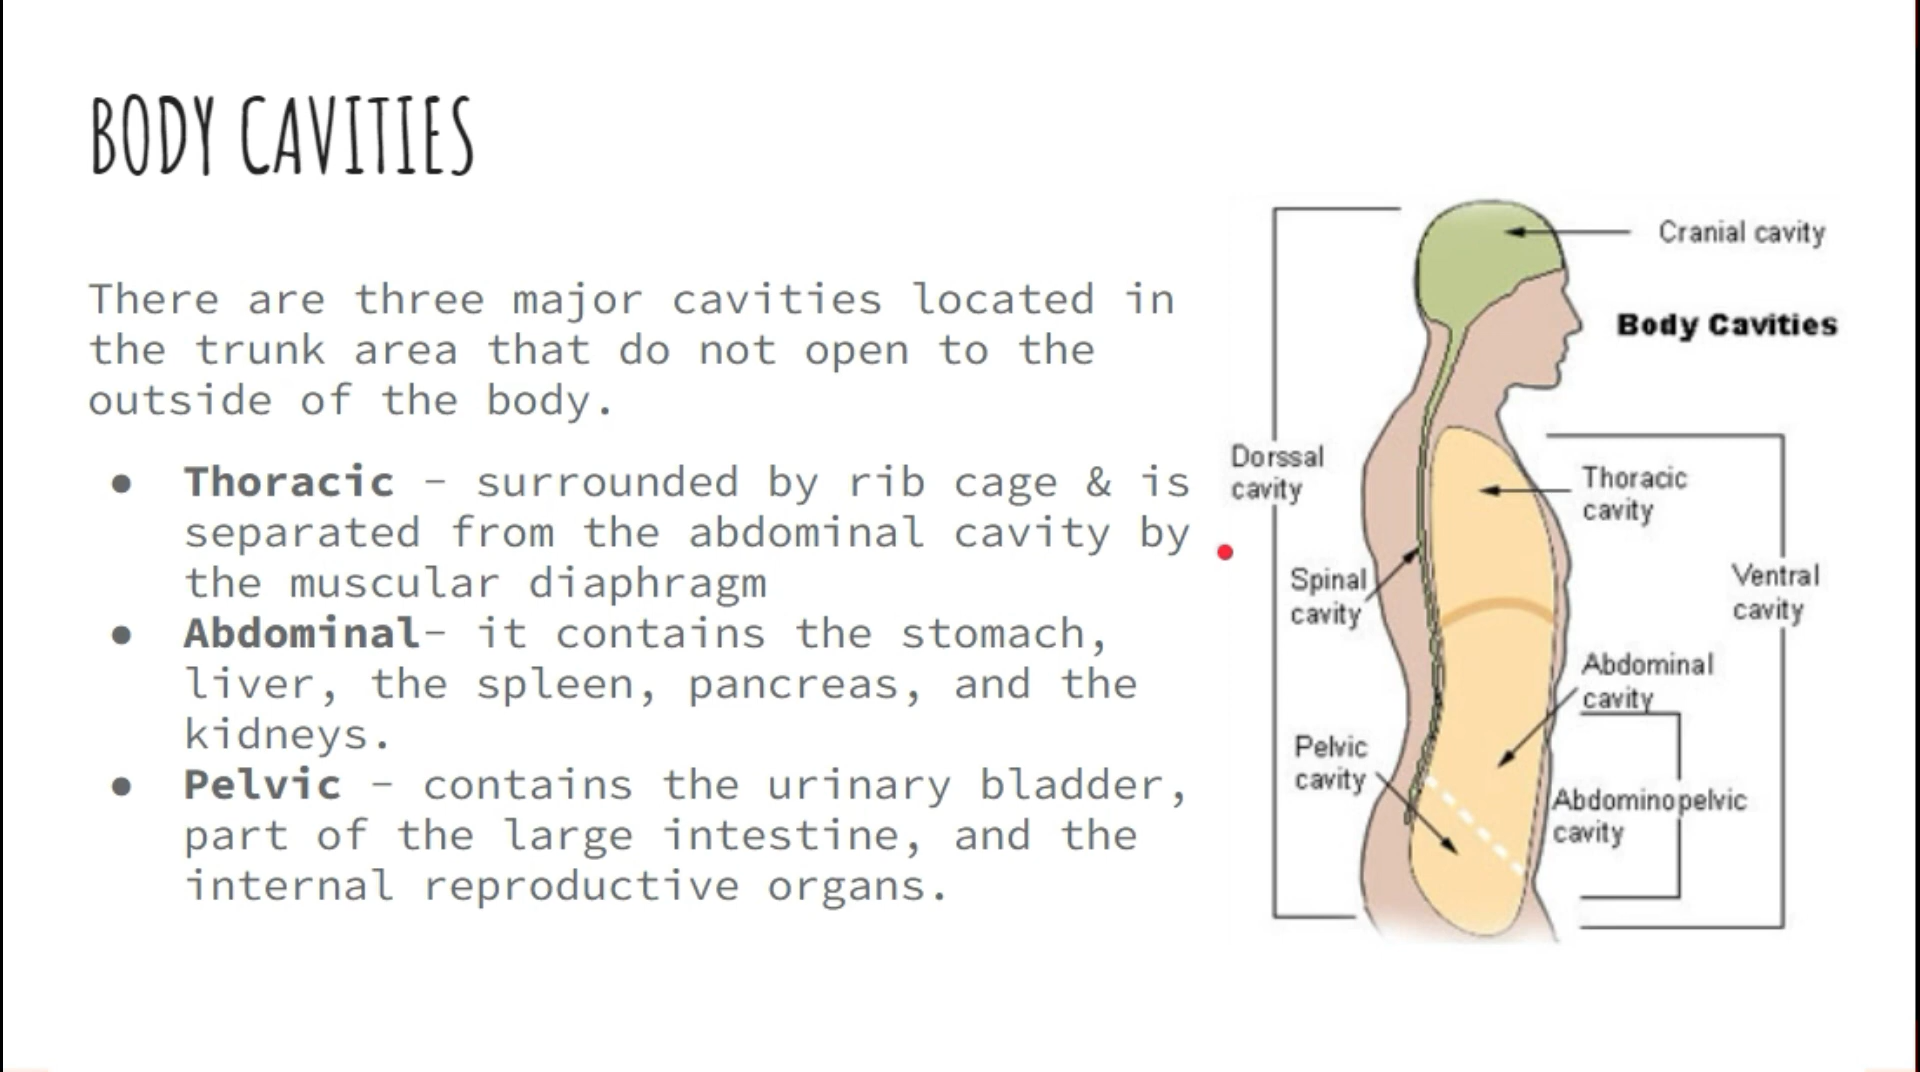 BODY CAVITIES
There are three major cavities located in
the trunk area that do not open to the
outside of the body.
● Thoracic - surrounded by rib cage & is
separated from the abdominal cavity by
the muscular diaphragm
● Abdominal- it contains the stomach,
liver, the spleen, pancreas, and the
kidneys.
● Pelvic - contains the urinary bladder,
part of the large intestine, and the
internal reproductive organs.
Cranial cavity
Body Cavities
Dorssal
cavity
Thoracic
cavity
Spinal
cavity
Ventral
cavity
Abdominal
cavity
Pelvic
cavity
Abdominopelvic
cavity